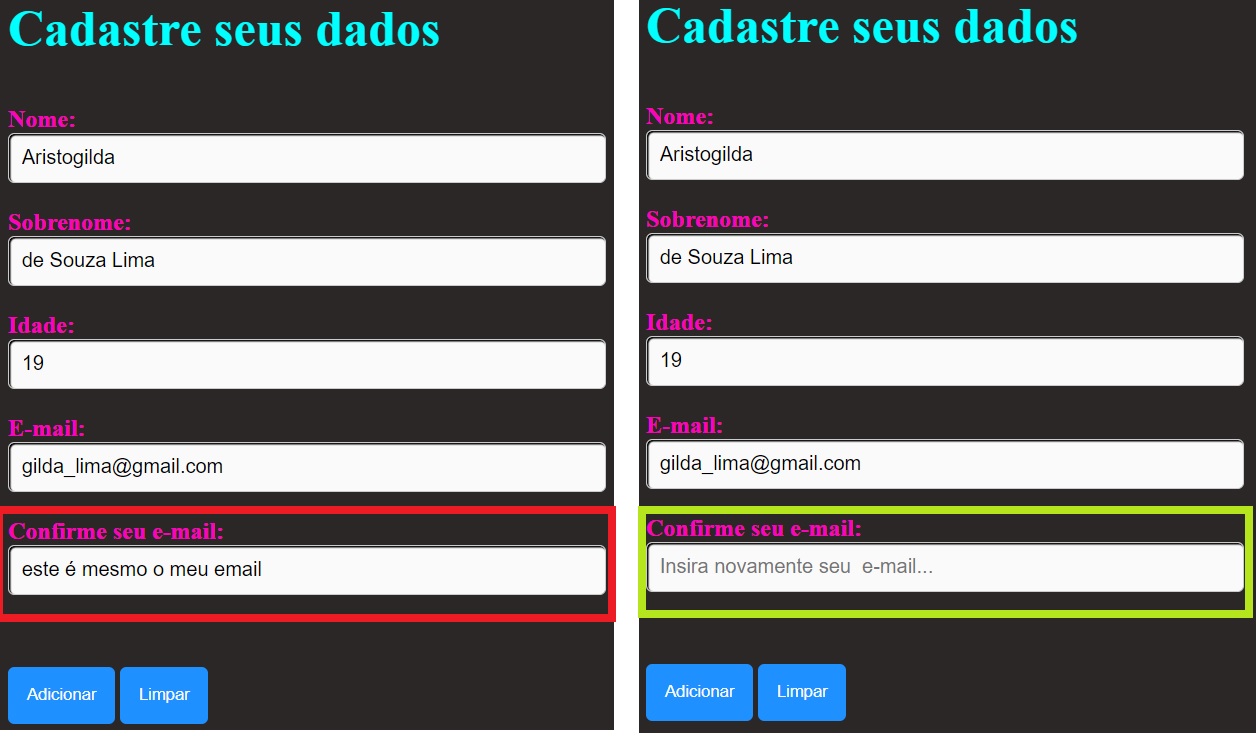 Cadastre seus dados
Nome:
Aristogilda
Sobrenome:
de Souza Lima
Idade:
19
E-mail:
gilda_lima@gmail.com
Confirme seu e-mail:
este é mesmo o meu email
Adicionar Limpar
Cadastre seus dados
Nome:
Aristogilda
Sobrenome:
de Souza Lima
Idade:
19
E-mail:
gilda_lima@gmail.com
Confirme seu e-mail:
Insira novamente seu  e-mail...
Adicionar Limpar